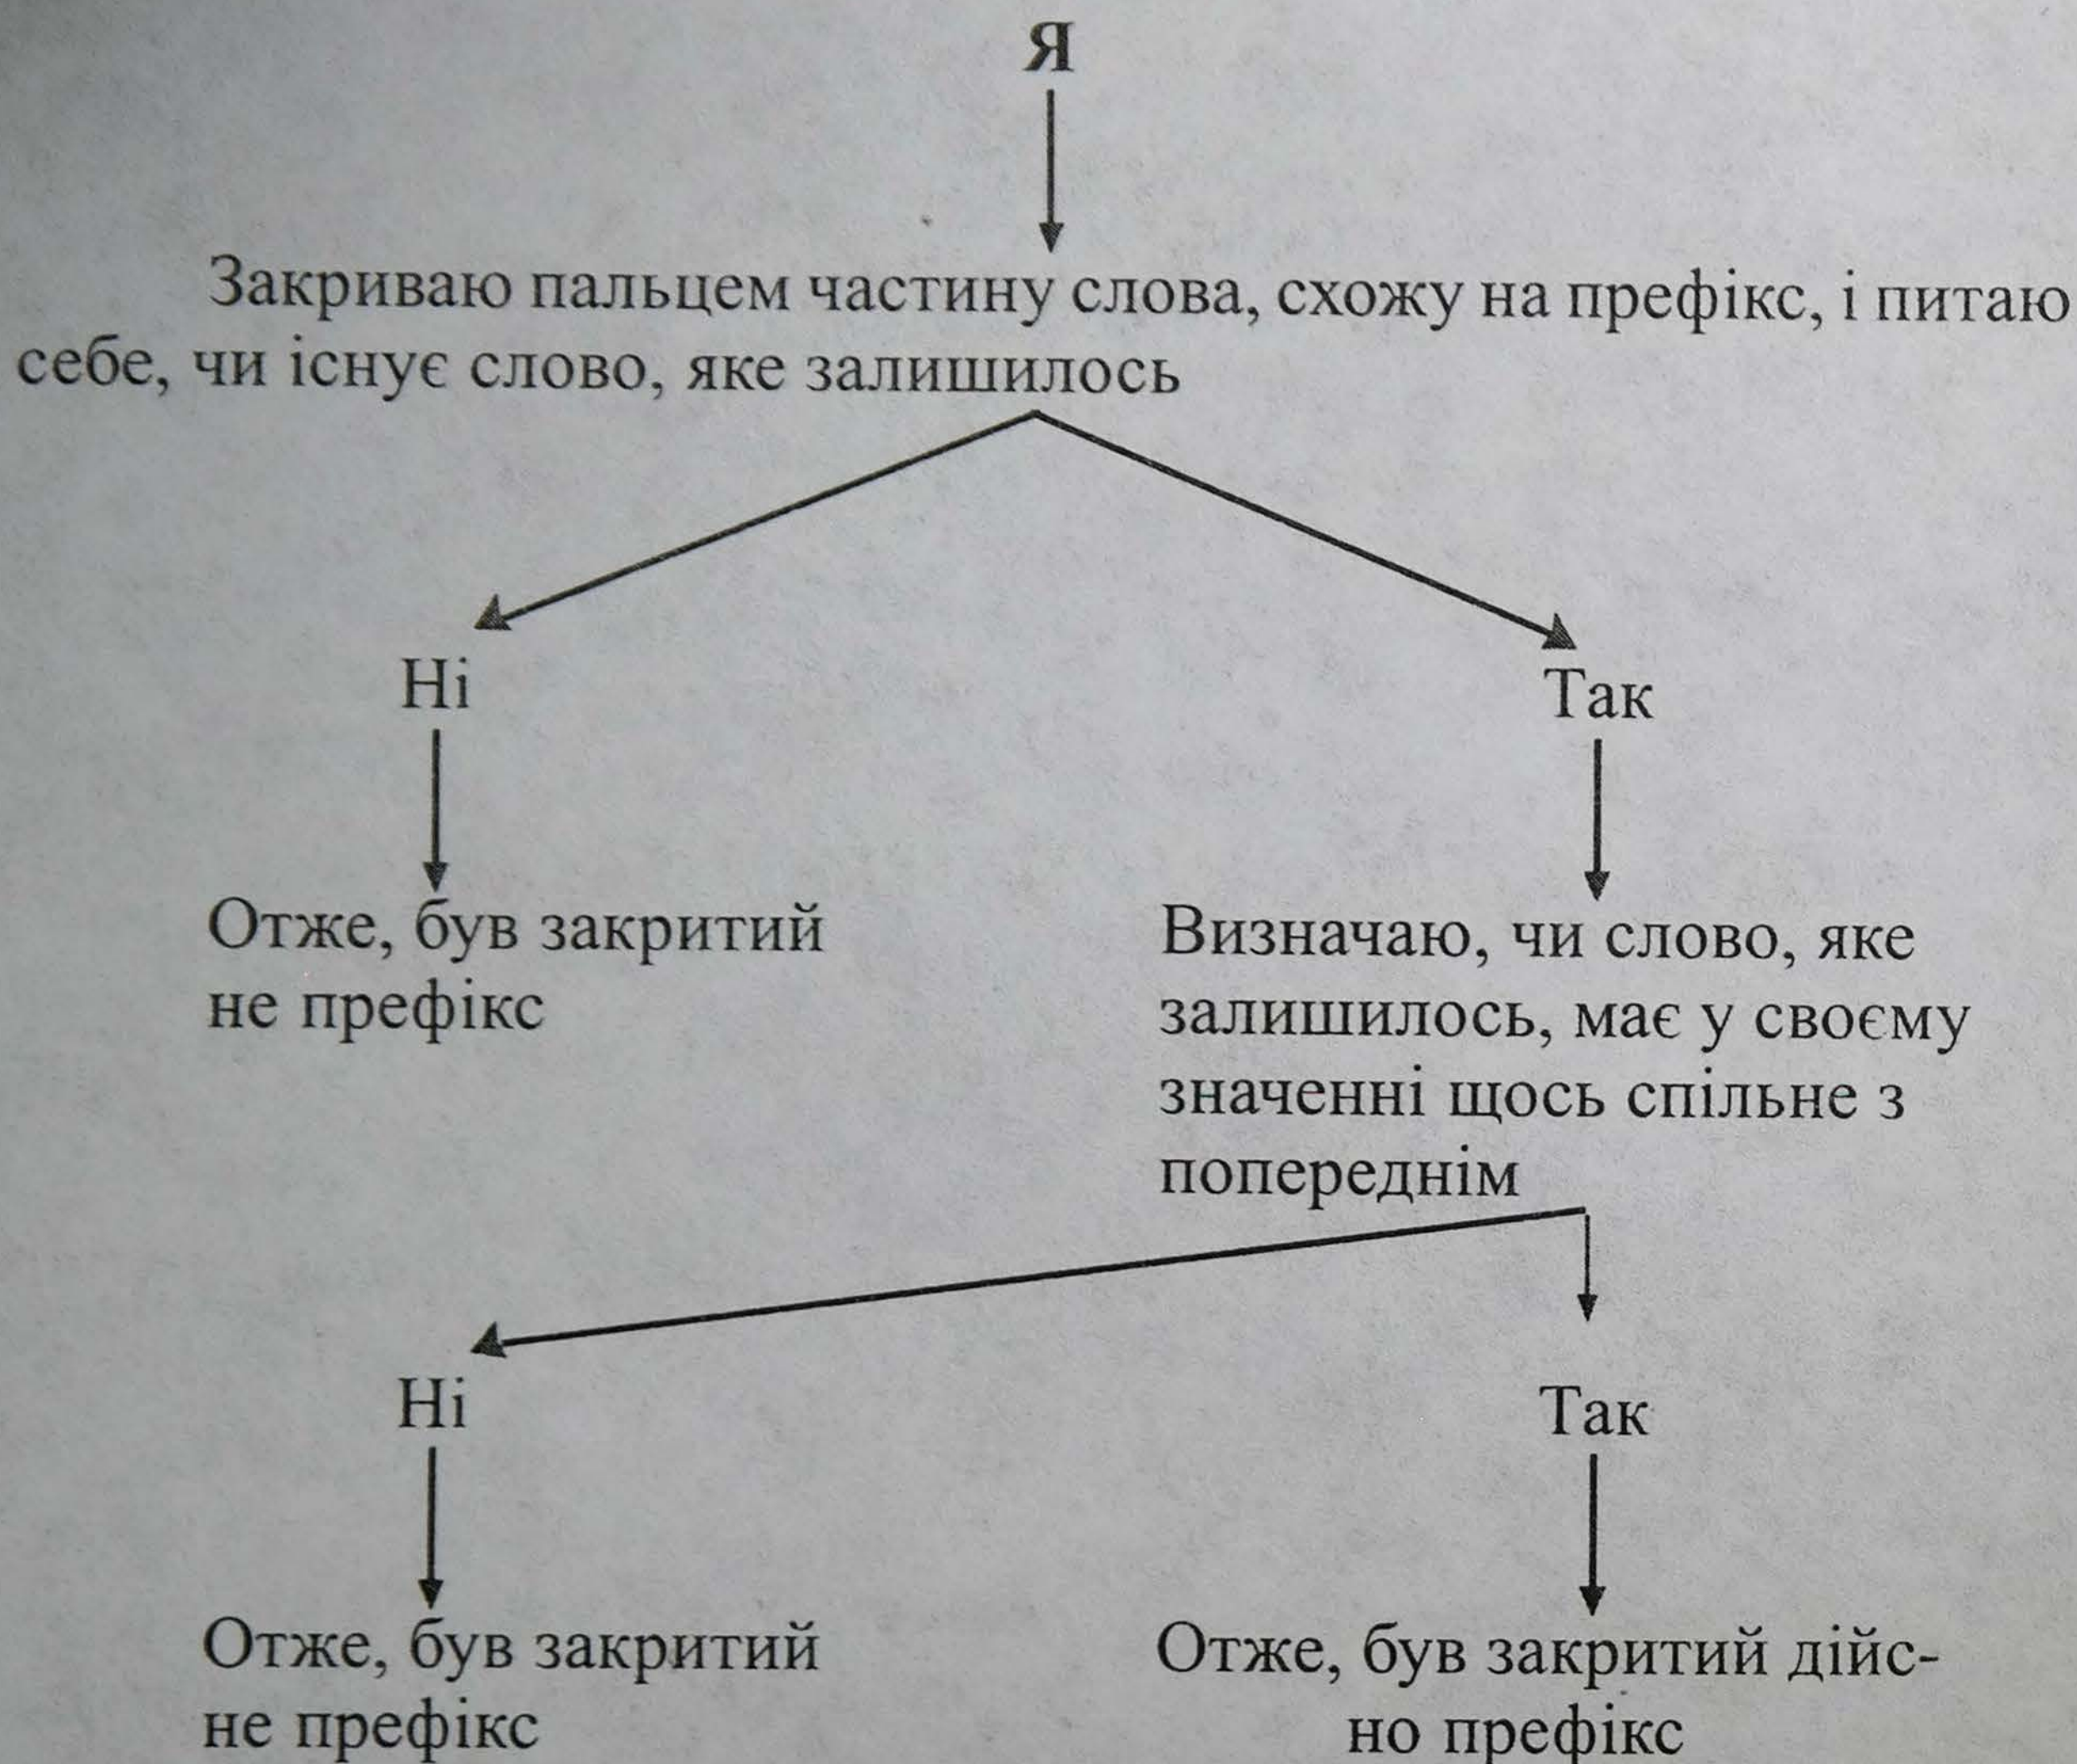 Я
Закриваю пальцем частину слова, схожу на префікс, і питаю
себе, чи існує слово, яке залишилось
Ні
Так
Отже, був закритий
не префікс
Визначаю, чи слово, яке
залишилось, має у своєму
значенні щось спільне з
попереднім
Ні
Так
Отже, був закритий
не префікс
Отже, був закритий дійс-
но префікс